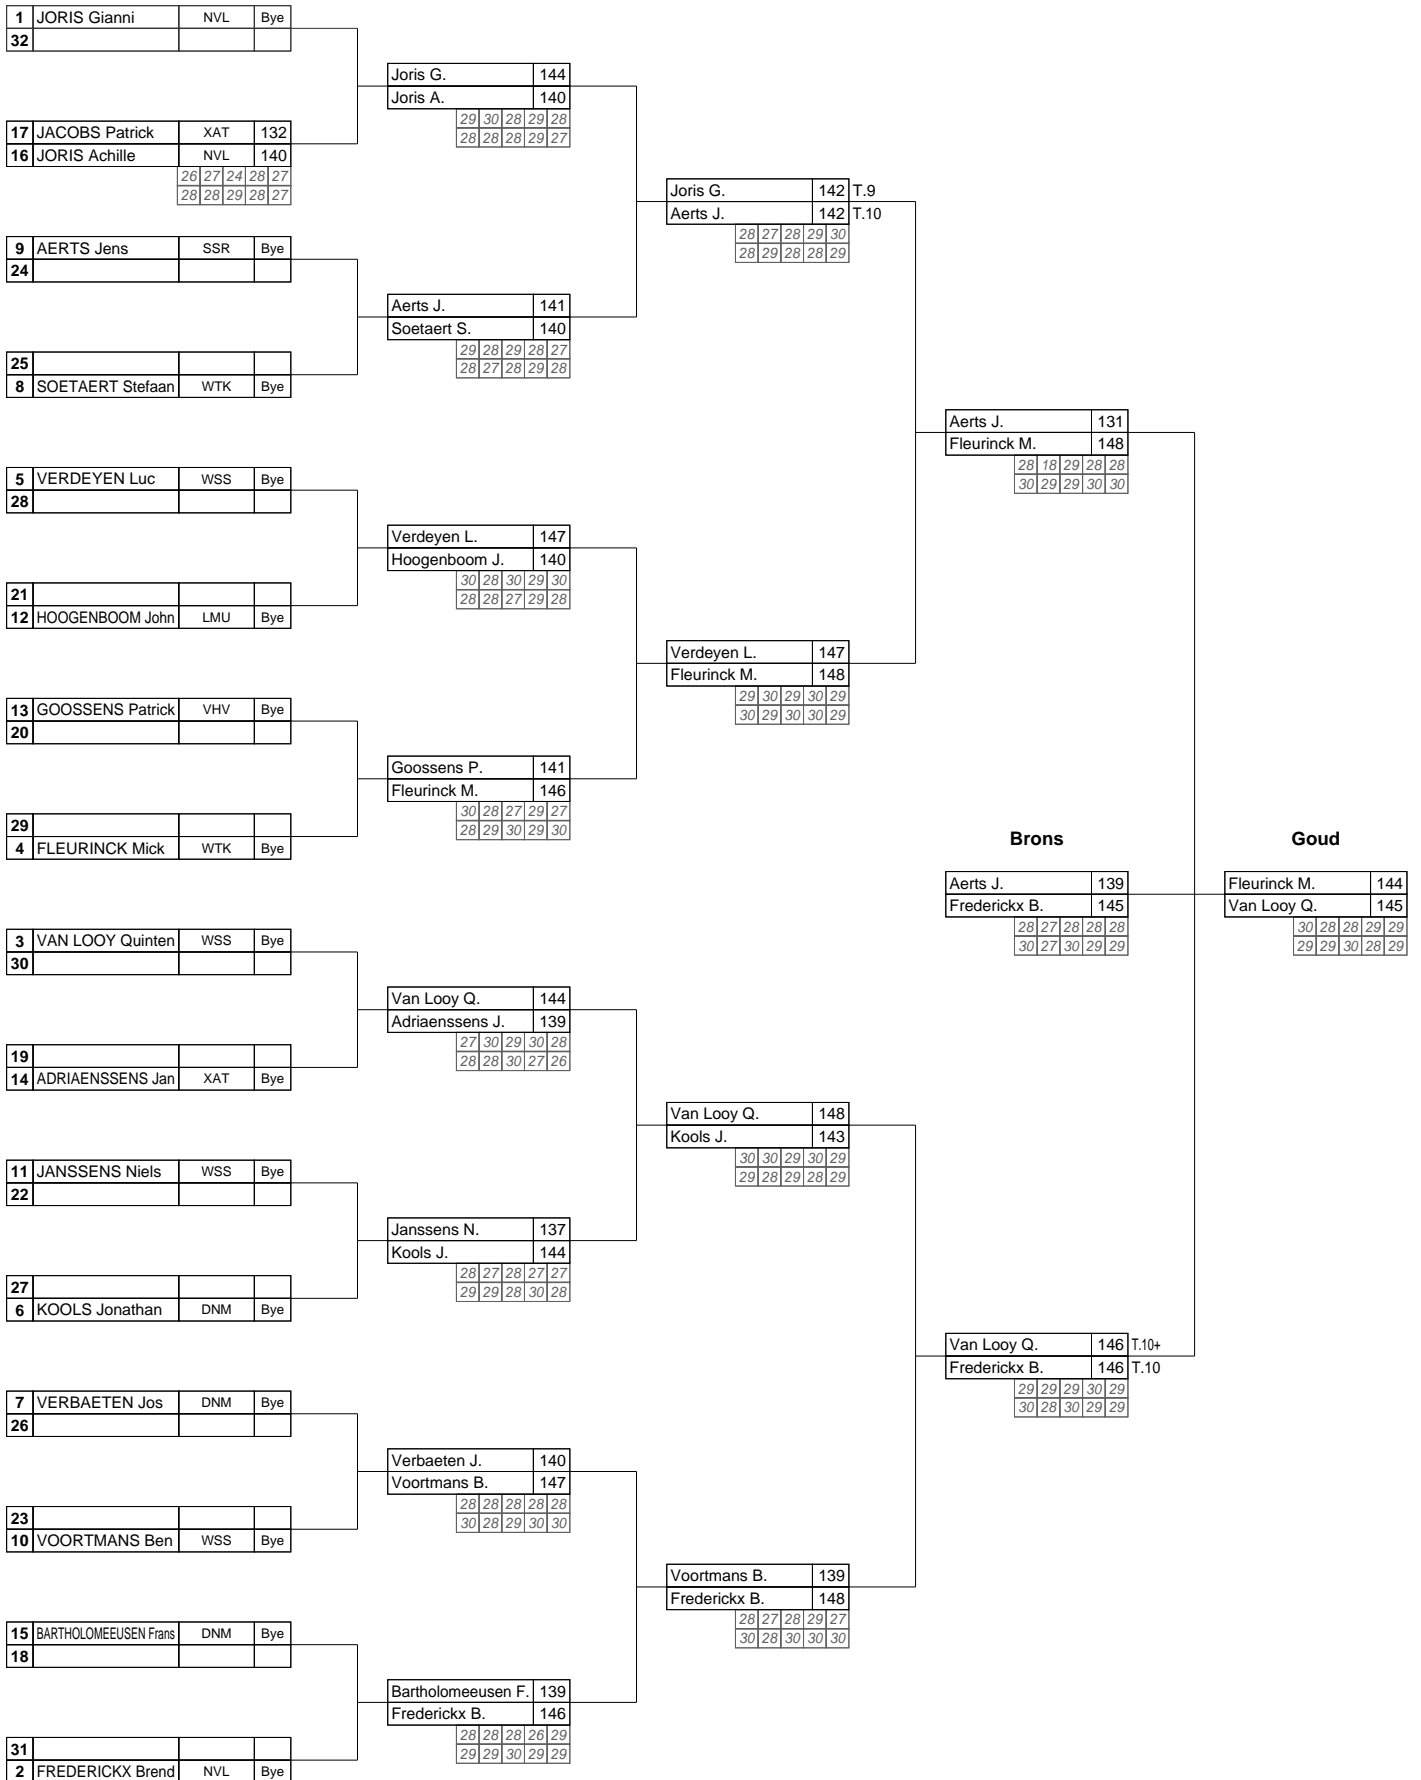 1 JORIS Gianni NVL Bye
32
Joris G. 144
Joris A. 140
29 30 28 29 28
28 28 28 29 27
17 JACOBS Patrick XAT 132
16 JORIS Achille NVL 140
26 27 24 28 27
28 28 29 28 27
Joris G. 142 T.9
Aerts J. 142 T.10
28 27 28 29 30
28 29 28 28 29
9 AERTS Jens SSR Bye
24
Aerts J. 141
Soetaert S. 140
29 28 29 28 27
28 27 28 29 28
25
8 SOETAERT Stefaan WTK Bye
Aerts J. 131
Fleurinck M. 148
28 18 29 28 28
30 29 29 30 30
5 VERDEYEN Luc WSS Bye
28
Verdeyen L. 147
Hoogenboom J. 140
30 28 30 29 30
28 28 27 29 28
21
12 HOOGENBOOM John LMU Bye
Verdeyen L. 147
Fleurinck M. 148
29 30 29 30 29
30 29 30 30 29
13 GOOSSENS Patrick VHV Bye
20
Goossens P. 141
Fleurinck M. 146
30 28 27 29 27
28 29 30 29 30
29
4 FLEURINCK Mick WTK Bye
Brons Goud
Aerts J. 139
Frederickx B. 145
28 27 28 28 28
30 27 30 29 29
Fleurinck M. 144
Van Looy Q. 145
30 28 28 29 29
29 29 30 28 29
3 VAN LOOY Quinten WSS Bye
30
Van Looy Q. 144
Adriaenssens J. 139
27 30 29 30 28
28 28 30 27 26
19
14 ADRIAENSSENS Jan XAT Bye
Van Looy Q. 148
Kools J. 143
30 30 29 30 29
29 28 29 28 29
11 JANSSENS Niels WSS Bye
22
Janssens N. 137
Kools J. 144
28 27 28 27 27
29 29 28 30 28
27
6 KOOLS Jonathan DNM Bye
Van Looy Q. 146 T.10+
Frederickx B. 146 T.10
29 29 29 30 29
30 28 30 29 29
7 VERBAETEN Jos DNM Bye
26
Verbaeten J. 140
Voortmans B. 147
28 28 28 28 28
30 28 29 30 30
23
10 VOORTMANS Ben WSS Bye
Voortmans B. 139
Frederickx B. 148
28 27 28 29 27
30 28 30 30 30
15 BARTHOLOMEEUSEN Frans DNM Bye
18
Bartholomeeusen F. 139
Frederickx B. 146
28 28 28 26 29
29 29 30 29 29
31
2 FREDERICKX Brend NVL Bye